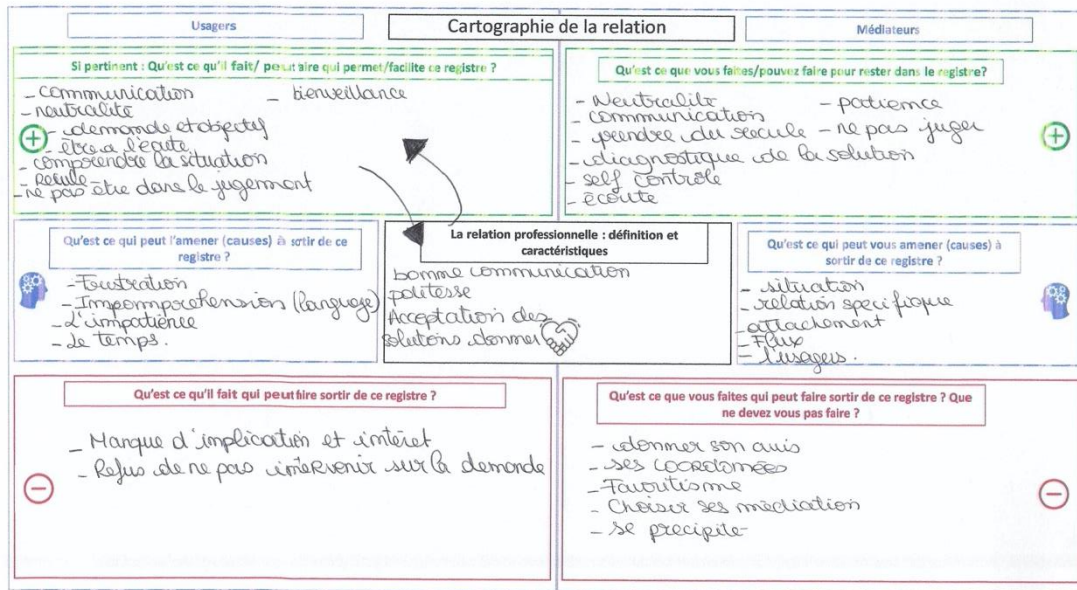 Usagers
Cartographie de la relation
Médiateurs
Si pertinent : Qu'est ce qu'il fait/ peut faire qui permet/facilite ce registre ?
- communication
- bienveillance
- neutralité
- demande et objectif
- être a l'écoute
- comprendre la situation
- Recule
- ne pas être dans le jugement
Qu'est ce que vous faites/pouvez faire pour rester dans le registre?
- Neutralité
- patience
- communication
- prendre du recule
- ne pas juger
- diagnostique de la solution
- self contrôle
- écoute
Qu'est ce qui peut l'amener (causes) à sortir de ce
registre ?
- Frustration
- Impompréhension (language)
- L'impatience
- Le temps.
La relation professionnelle : définition et
caractéristiques
bonne communication
politesse
Acceptation des
solutions donner
Qu'est ce qui peut vous amener (causes) à
sortir de ce registre ?
- situation
- relation spécifique
- attachement
- Flux
- l'usagers.
Qu'est ce qu'il fait qui peut faire sortir de ce registre ?
- Manque d'implication et intéret
- Refus de ne pas intervenir sur la demande
Qu'est ce que vous faites qui peut faire sortir de ce registre ? Que
ne devez vous pas faire ?
- donner son avis
- ses coordonnées
- Favoritisme
- Choisir ses médiation
- se précipite